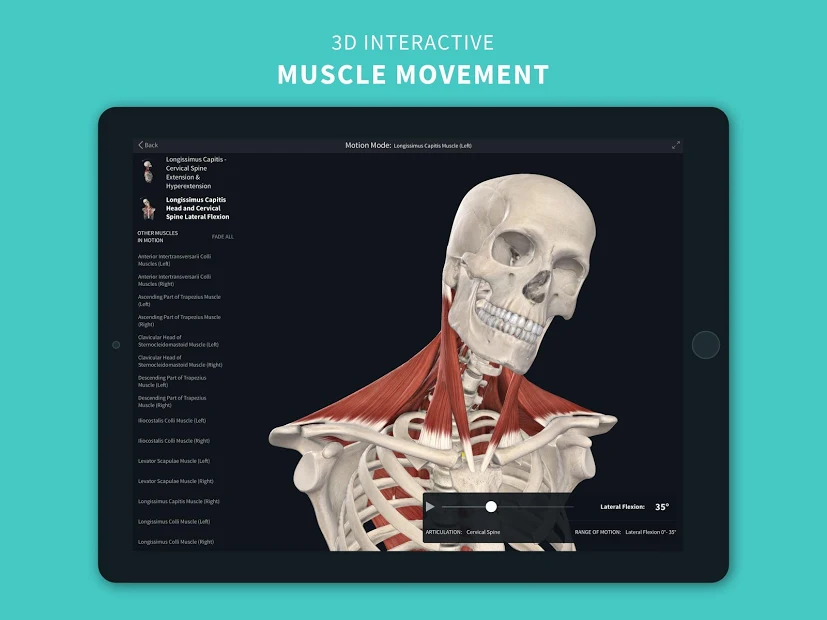 3D INTERACTIVE
MUSCLE MOVEMENT
Back
Motion Mode: Longissimus Capitis Muscle (Left)
Longissimus Capitis -
Cervical Spine
Extension &
Hyperextension
Longissimus Capitis
Head and Cervical
Spine Lateral Flexion
OTHER MUSCLES
IN MOTION
FADE ALL
Anterior Intertransversarii Colli
Muscles (Left)
Anterior Intertransversarii Colli
Muscles (Right)
Ascending Part of Trapezius Muscle
(Left)
Ascending Part of Trapezius Muscle
(Right)
Clavicular Head of
Sternocleidomastoid Muscle (Left)
Clavicular Head of
Sternocleidomastoid Muscle (Right)
Descending Part of Trapezius
Muscle (Left)
Descending Part of Trapezius
Muscle (Right)
Iliocostalis Colli Muscle (Left)
Iliocostalis Colli Muscle (Right)
Levator Scapulae Muscle (Left)
Levator Scapulae Muscle (Right)
Longissimus Capitis Muscle (Right)
Longissimus Colli Muscle (Left)
Longissimus Colli Muscle (Right)
Lateral Flexion: 35°
ARTICULATION: Cervical Spine
RANGE OF MOTION: Lateral Flexion 0°- 35°